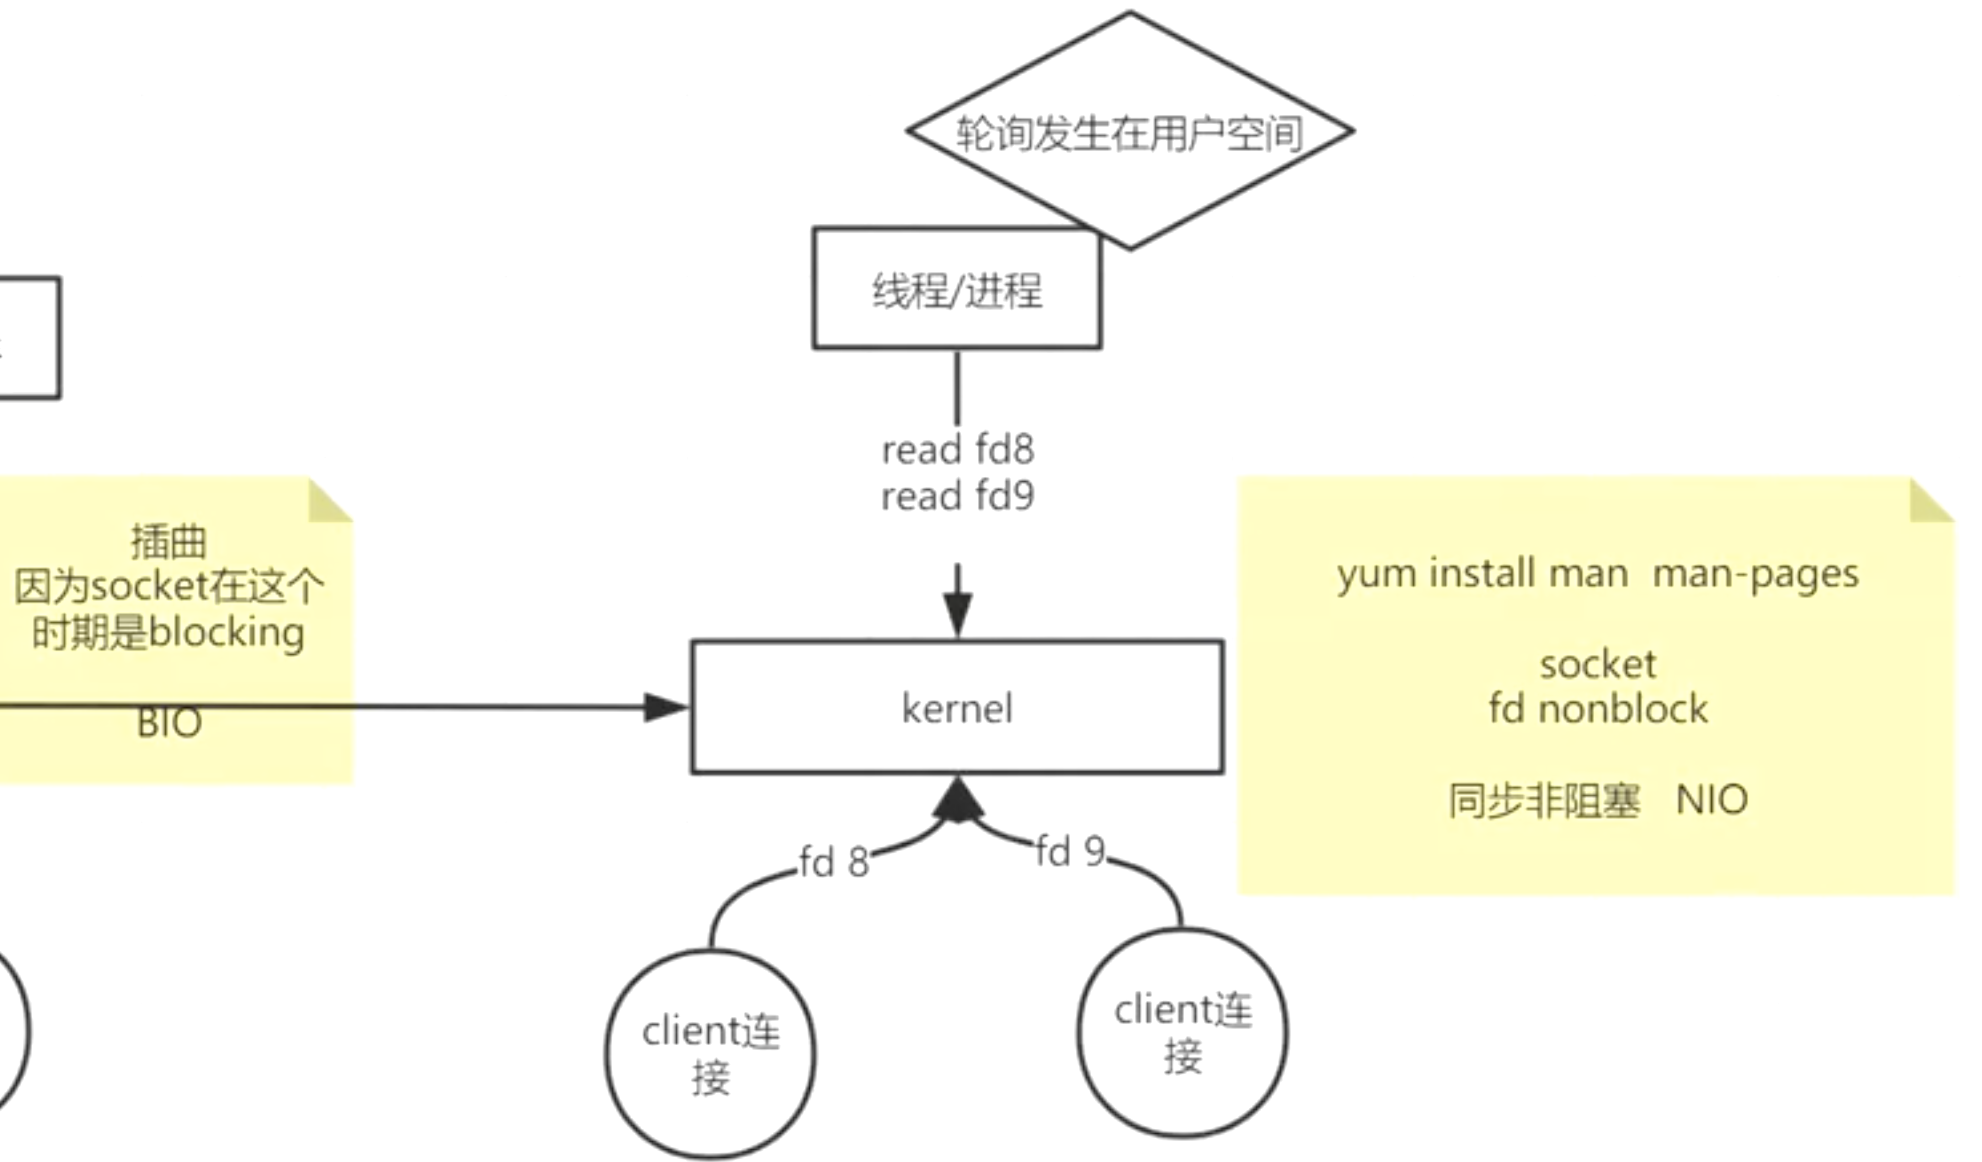 轮询发生在用户空间
线程/进程
read fd8
read fd9
插曲
因为socket在这个
时期是blocking
BIO
kernel
yum install man  man-pages
socket
fd nonblock
同步非阻塞   NIO
fd 8
fd 9
client连
接
client连
接